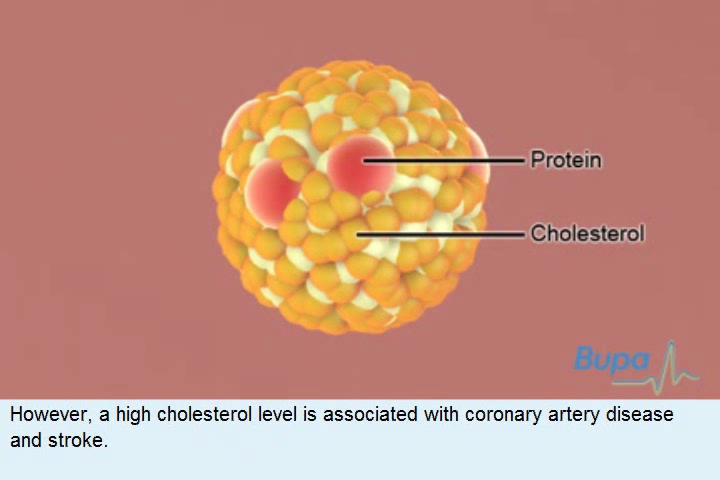 Protein
Cholesterol
Bupa
However, a high cholesterol level is associated with coronary artery disease
and stroke.